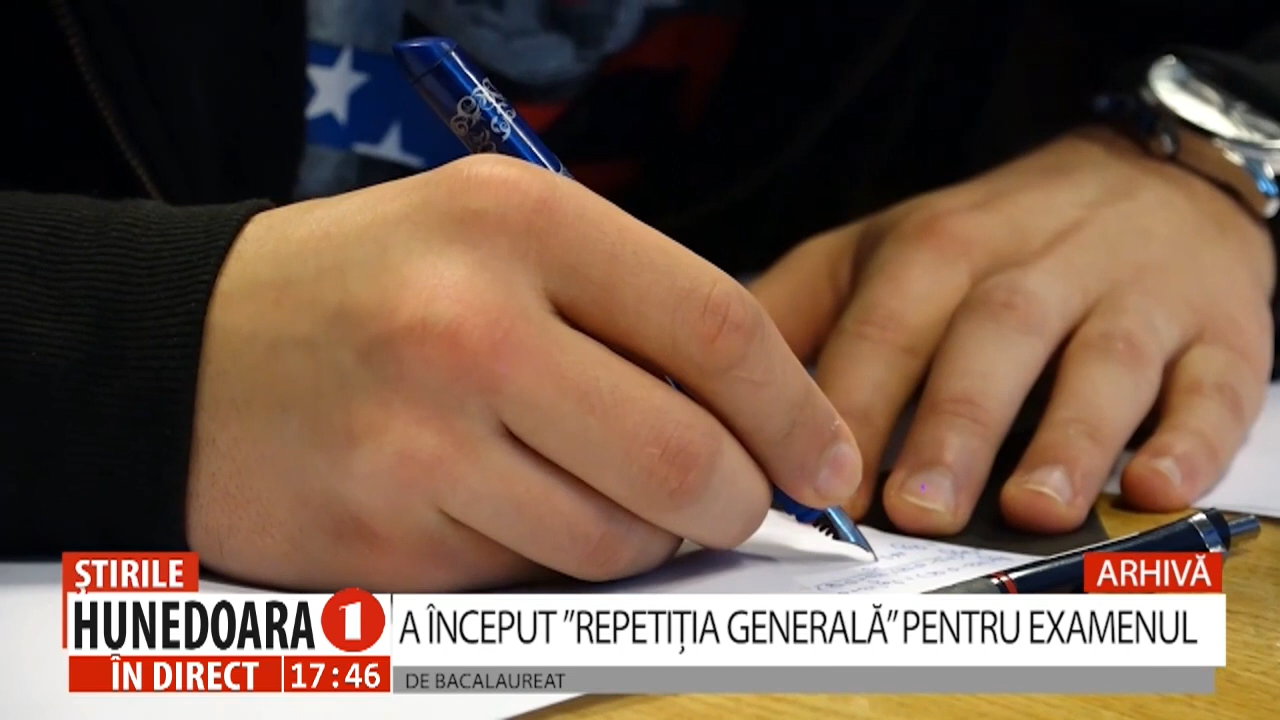 ARHIVĂ
ȘTIRILE
HUNEDOARA 1
ÎN DIRECT 17:46
A ÎNCEPUT ”REPETIȚIA GENERALĂ” PENTRU EXAMENUL
DE BACALAUREAT